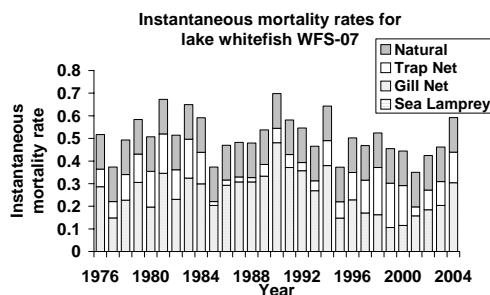 Instantaneous mortality rates for
lake whitefish WFS-07
Natural
Trap Net
Gill Net
Sea Lamprey
Instantaneous
mortality rate
0.8
0.7
0.6
0.5
0.4
0.3
0.2
0.1
0
1976 1980 1984 1988 1992 1996 2000 2004
Year